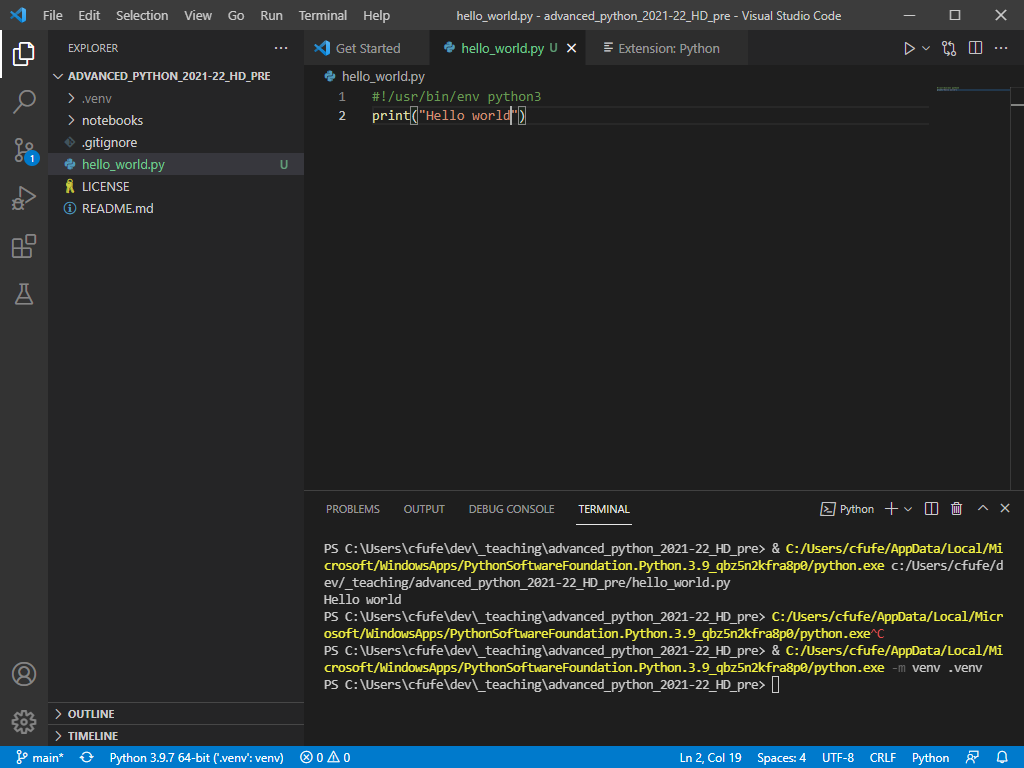 File Edit Selection View Go Run Terminal Help hello_world.py - advanced_python_2021-22_HD_pre - Visual Studio Code
EXPLORER
ADVANCED_PYTHON_2021-22_HD_PRE
.venv
notebooks
.gitignore
hello_world.py U
LICENSE
README.md
1
OUTLINE
TIMELINE
Get Started hello_world.py U Extension: Python
hello_world.py
1 #!/usr/bin/env python3
2 print("Hello world")
PROBLEMS OUTPUT DEBUG CONSOLE TERMINAL Python
PS C:\Users\cfufe\dev\_teaching\advanced_python_2021-22_HD_pre> & C:/Users/cfufe/AppData/Local/Mi
crosoft/WindowsApps/PythonSoftwareFoundation.Python.3.9_qbz5n2kfra8p0/python.exe c:/Users/cfufe/d
ev/_teaching/advanced_python_2021-22_HD_pre/hello_world.py
Hello world
PS C:\Users\cfufe\dev\_teaching\advanced_python_2021-22_HD_pre> C:/Users/cfufe/AppData/Local/Micr
osoft/WindowsApps/PythonSoftwareFoundation.Python.3.9_qbz5n2kfra8p0/python.exe^C
PS C:\Users\cfufe\dev\_teaching\advanced_python_2021-22_HD_pre> & C:/Users/cfufe/AppData/Local/Mi
crosoft/WindowsApps/PythonSoftwareFoundation.Python.3.9_qbz5n2kfra8p0/python.exe -m venv .venv
PS C:\Users\cfufe\dev\_teaching\advanced_python_2021-22_HD_pre>
main* Python 3.9.7 64-bit ('.venv': venv) 0 0 Ln 2, Col 19 Spaces: 4 UTF-8 CRLF Python